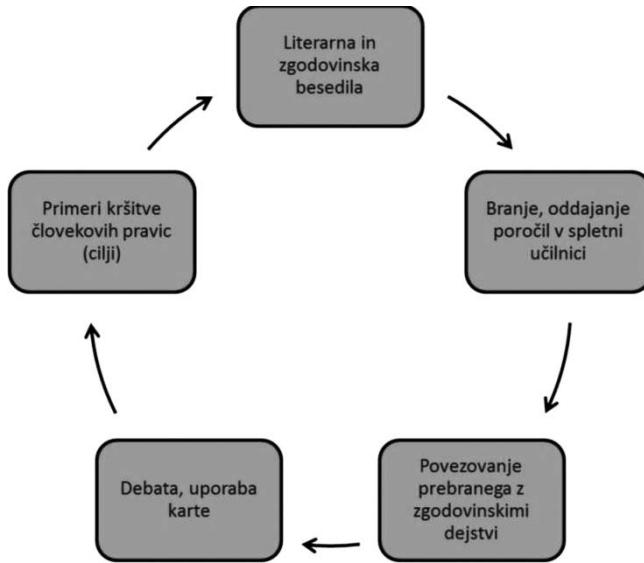 Literarna in
zgodovinska
besedila
Branje, oddajanje
poročil v spletni
učilnici
Povezovanje
prebranega z
zgodovinskimi
dejstvi
Debata, uporaba
karte
Primeri kršitve
človekovih pravic
(cilji)